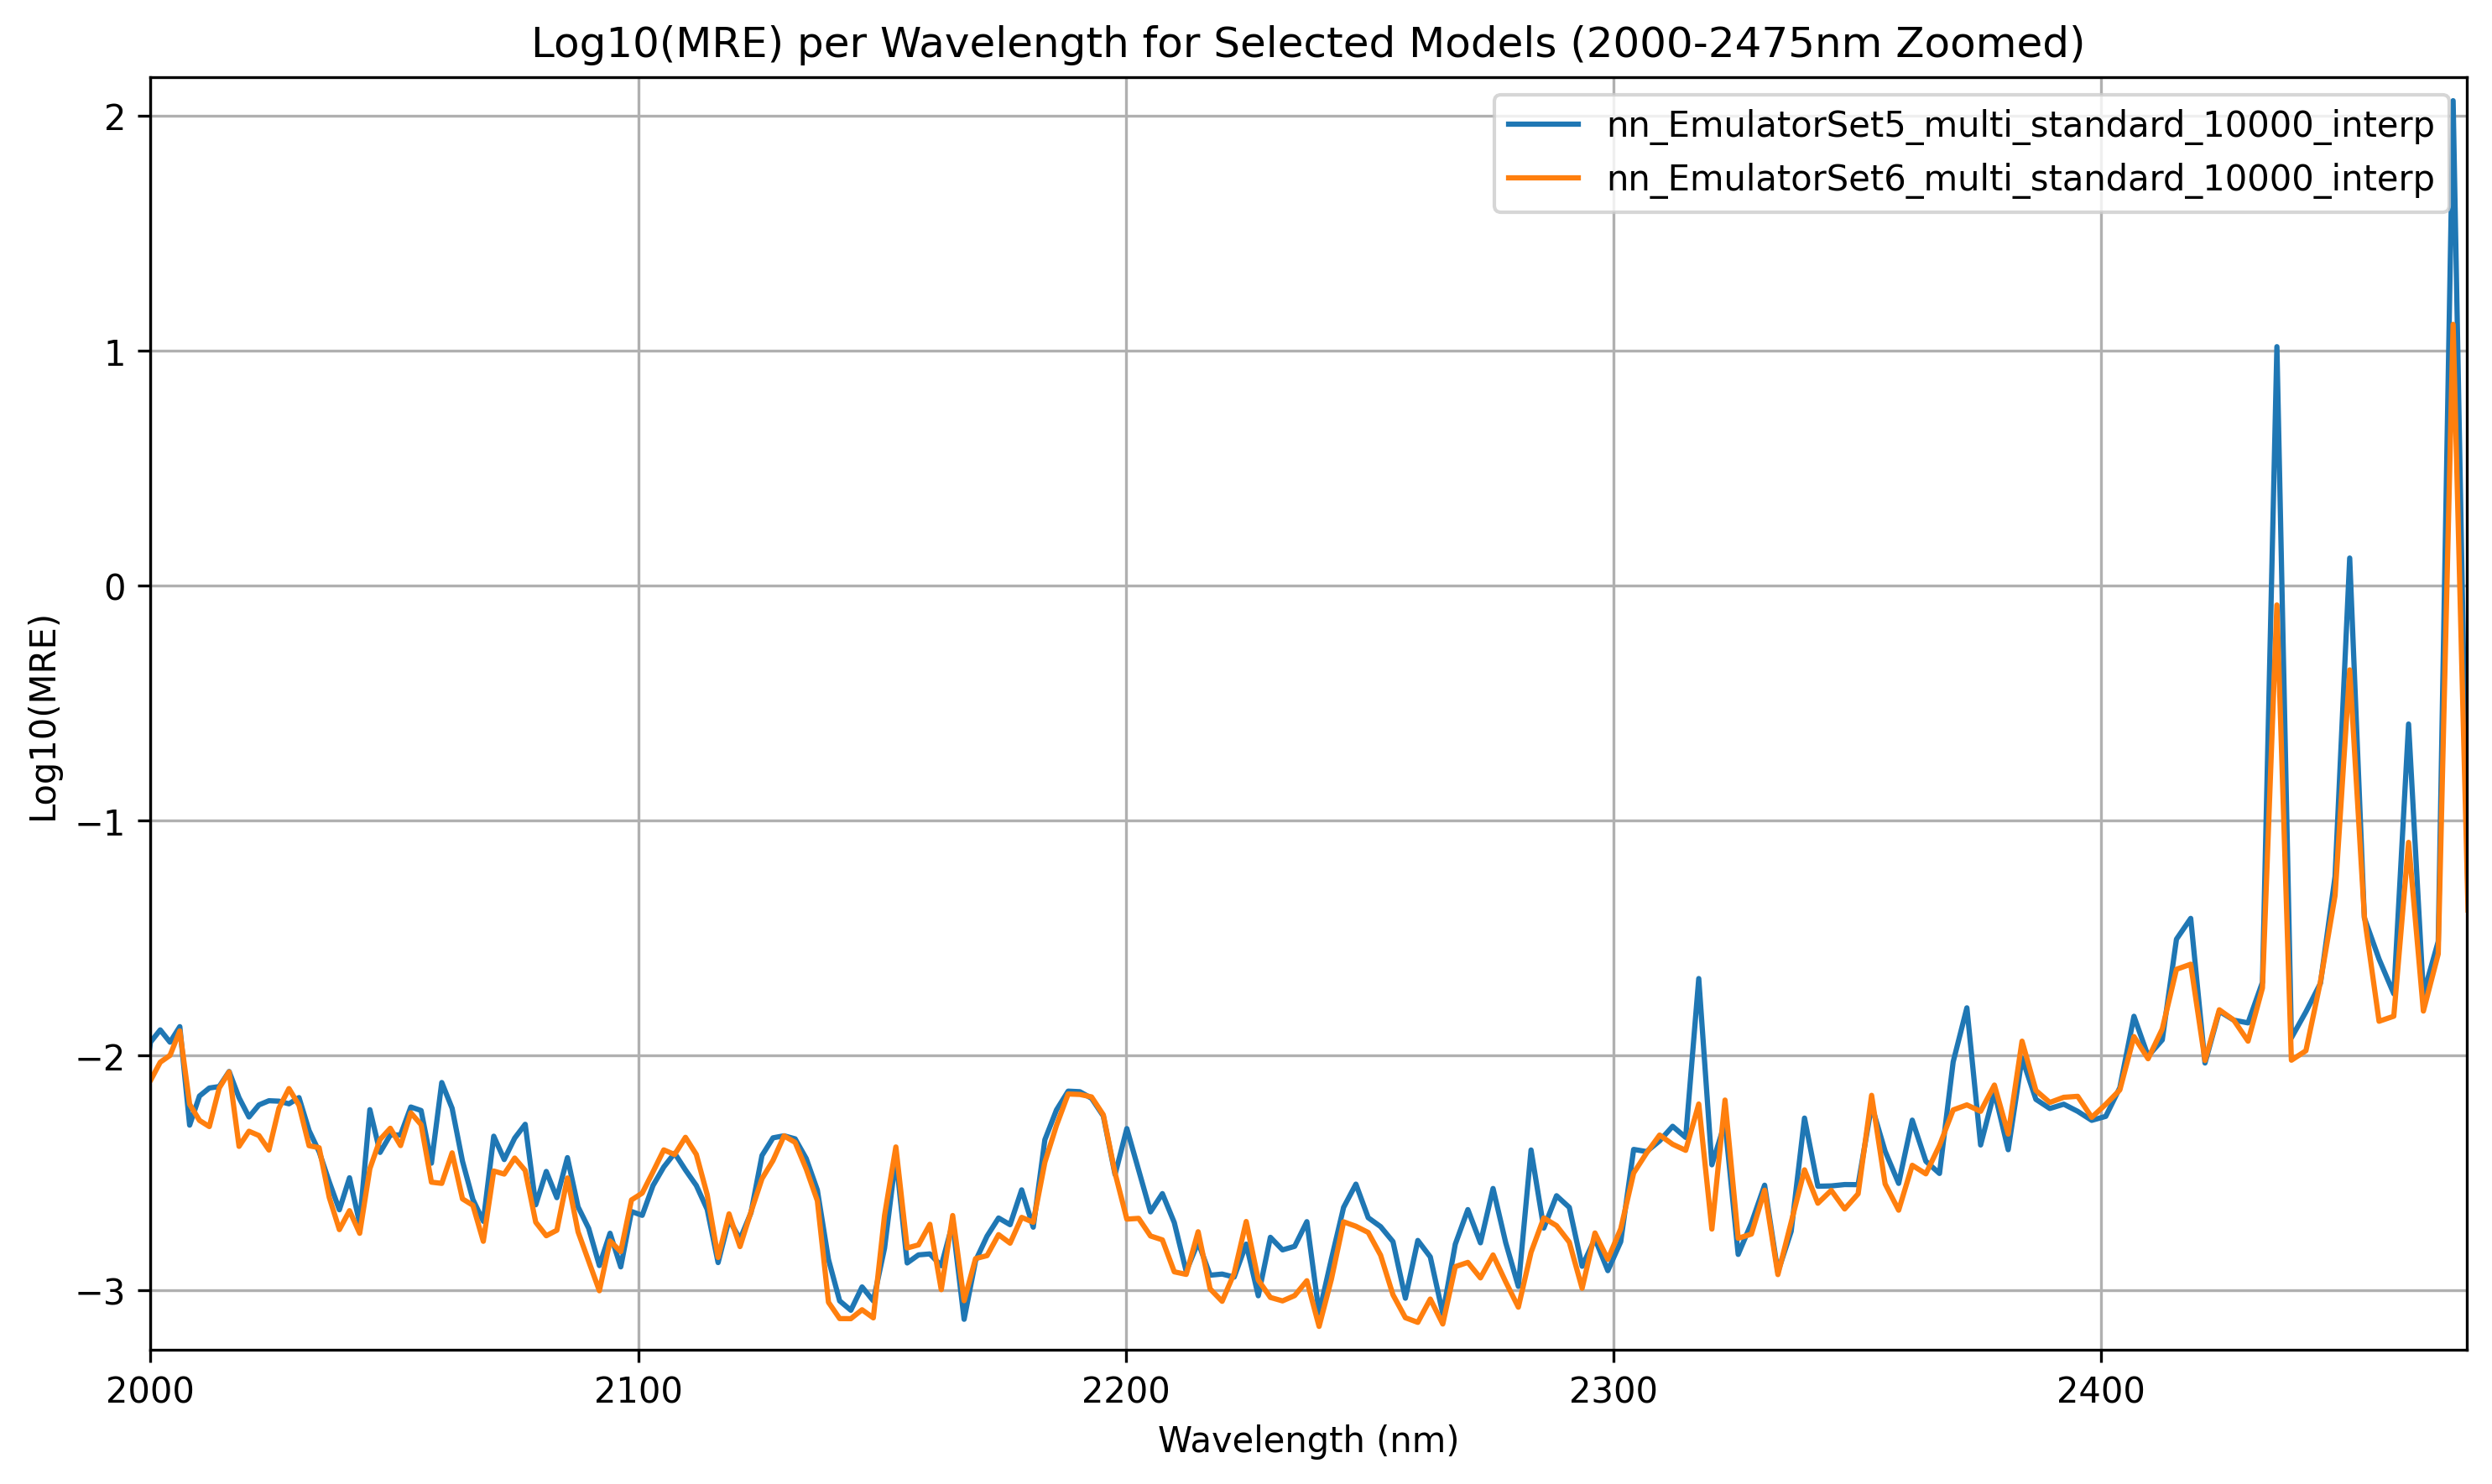 Log10(MRE) per Wavelength for Selected Models (2000-2475nm Zoomed)
nn_EmulatorSet5_multi_standard_10000_interp
nn_EmulatorSet6_multi_standard_10000_interp
2
1
0
−1
−2
−3
Log10(MRE)
2000 2100 2200 2300 2400
Wavelength (nm)